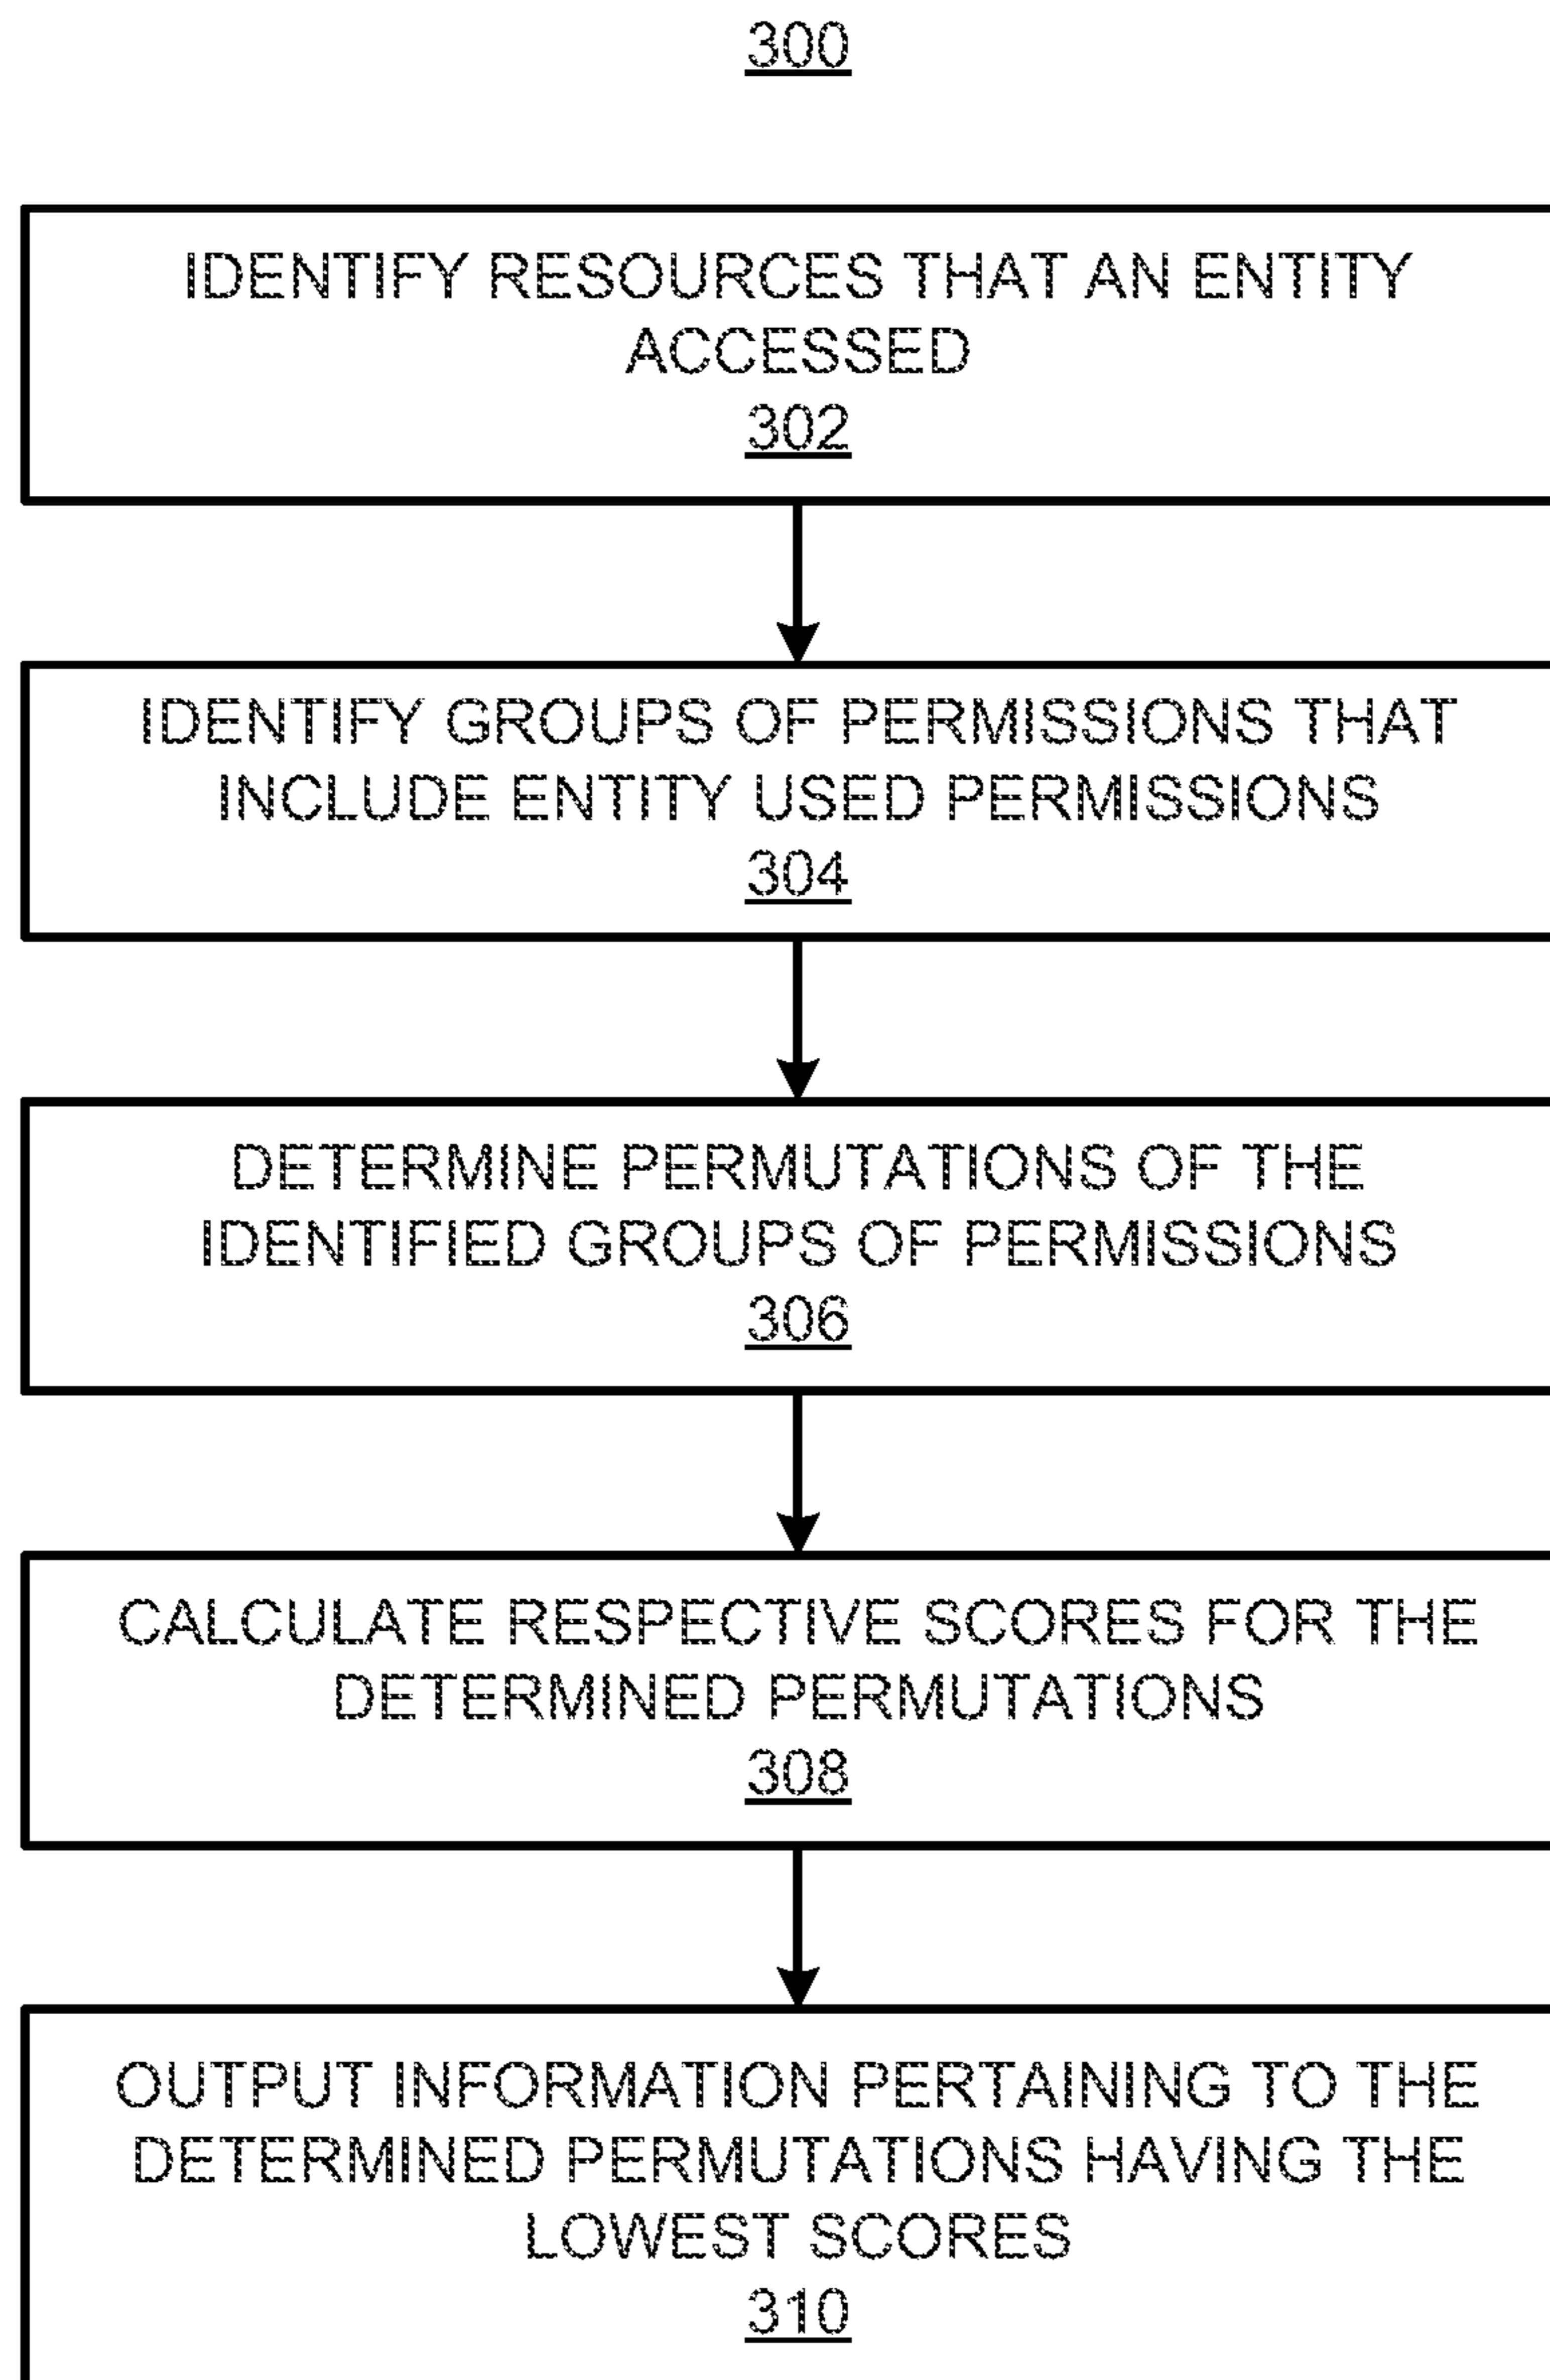 300
IDENTIFY RESOURCES THAT AN ENTITY
ACCESSED
302
IDENTIFY GROUPS OF PERMISSIONS THAT
INCLUDE ENTITY USED PERMISSIONS
304
DETERMINE PERMUTATIONS OF THE
IDENTIFIED GROUPS OF PERMISSIONS
306
CALCULATE RESPECTIVE SCORES FOR THE
DETERMINED PERMUTATIONS
308
OUTPUT INFORMATION PERTAINING TO THE
DETERMINED PERMUTATIONS HAVING THE
LOWEST SCORES
310